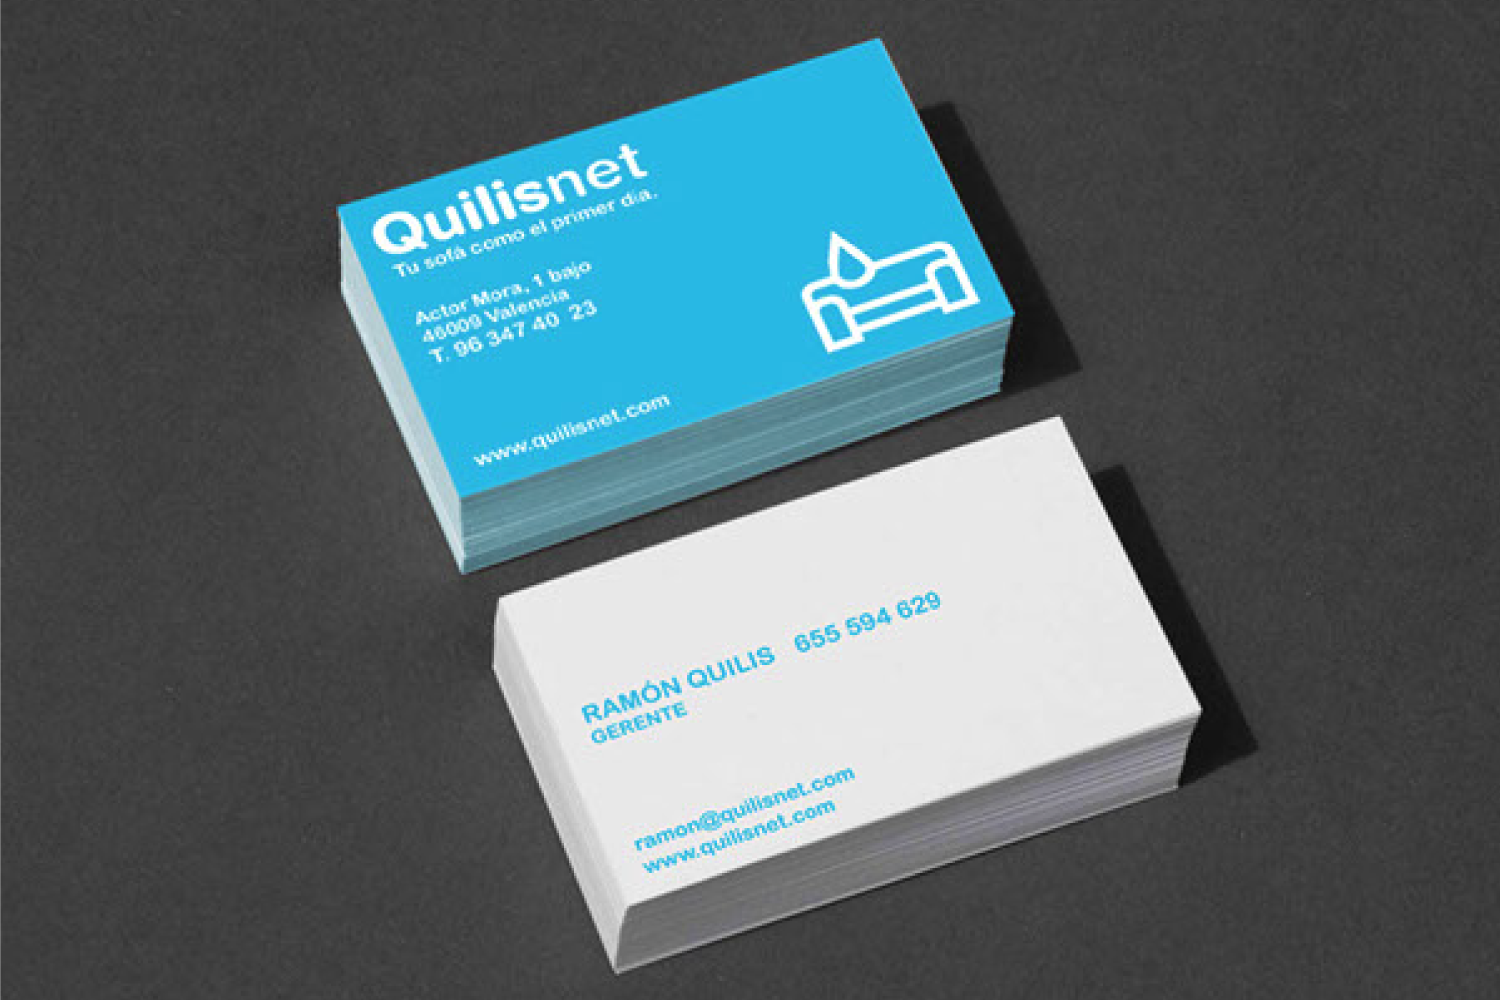 Quilisnet
Tu sofá como el primer día.
Actor Mora, 1 bajo
46009 Valencia
T. 96 347 40 23
www.quilisnet.com
RAMÓN QUILIS 655 594 629
GERENTE
ramon@quilisnet.com
www.quilisnet.com